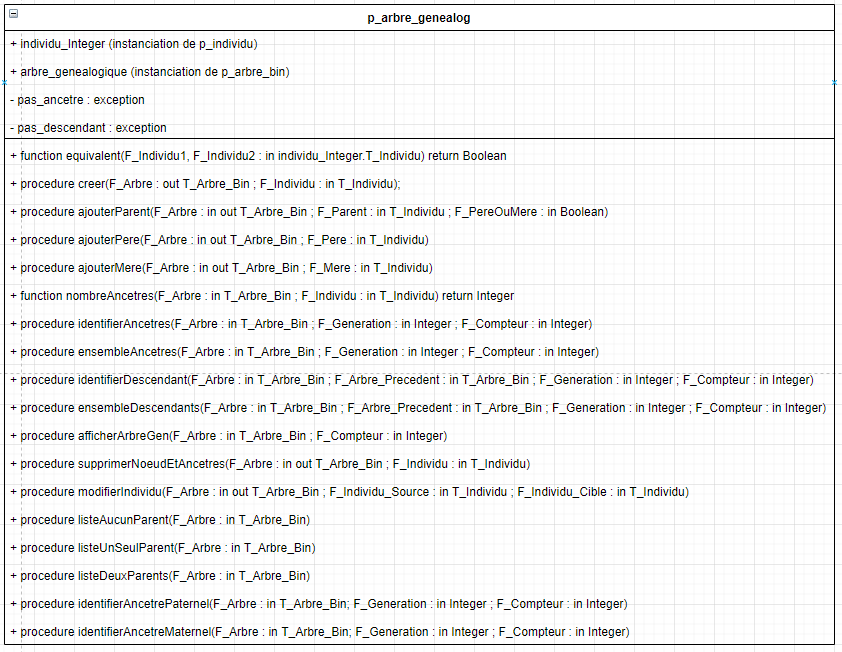 p_arbre_genealog
+ individu_Integer (instanciation de p_individu)
+ arbre_genealogique (instanciation de p_arbre_bin)
- pas_ancetre : exception
- pas_descendant : exception
+ function equivalent(F_Individu1, F_Individu2 : in individu_Integer.T_Individu) return Boolean
+ procedure creer(F_Arbre : out T_Arbre_Bin ; F_Individu : in T_Individu);
+ procedure ajouterParent(F_Arbre : in out T_Arbre_Bin ; F_Parent : in T_Individu ; F_PereOuMere : in Boolean)
+ procedure ajouterPere(F_Arbre : in out T_Arbre_Bin ; F_Pere : in T_Individu)
+ procedure ajouterMere(F_Arbre : in out T_Arbre_Bin ; F_Mere : in T_Individu)
+ function nombreAncetres(F_Arbre : in T_Arbre_Bin ; F_Individu : in T_Individu) return Integer
+ procedure identifierAncetres(F_Arbre : in T_Arbre_Bin ; F_Generation : in Integer ; F_Compteur : in Integer)
+ procedure ensembleAncetres(F_Arbre : in T_Arbre_Bin ; F_Generation : in Integer ; F_Compteur : in Integer)
+ procedure identifierDescendant(F_Arbre : in T_Arbre_Bin ; F_Arbre_Precedent : in T_Arbre_Bin ; F_Generation : in Integer ; F_Compteur : in Integer)
+ procedure ensembleDescendants(F_Arbre : in T_Arbre_Bin ; F_Arbre_Precedent : in T_Arbre_Bin ; F_Generation : in Integer ; F_Compteur : in Integer)
+ procedure afficherArbreGen(F_Arbre : in T_Arbre_Bin ; F_Compteur : in Integer)
+ procedure supprimerNoeudEtAncetres(F_Arbre : in out T_Arbre_Bin ; F_Individu : in T_Individu)
+ procedure modifierIndividu(F_Arbre : in out T_Arbre_Bin ; F_Individu_Source : in T_Individu ; F_Individu_Cible : in T_Individu)
+ procedure listeAucunParent(F_Arbre : in T_Arbre_Bin)
+ procedure listeUnSeulParent(F_Arbre : in T_Arbre_Bin)
+ procedure listeDeuxParents(F_Arbre : in T_Arbre_Bin)
+ procedure identifierAncetrePaternel(F_Arbre : in T_Arbre_Bin; F_Generation : in Integer ; F_Compteur : in Integer)
+ procedure identifierAncetreMaternel(F_Arbre : in T_Arbre_Bin; F_Generation : in Integer ; F_Compteur : in Integer)